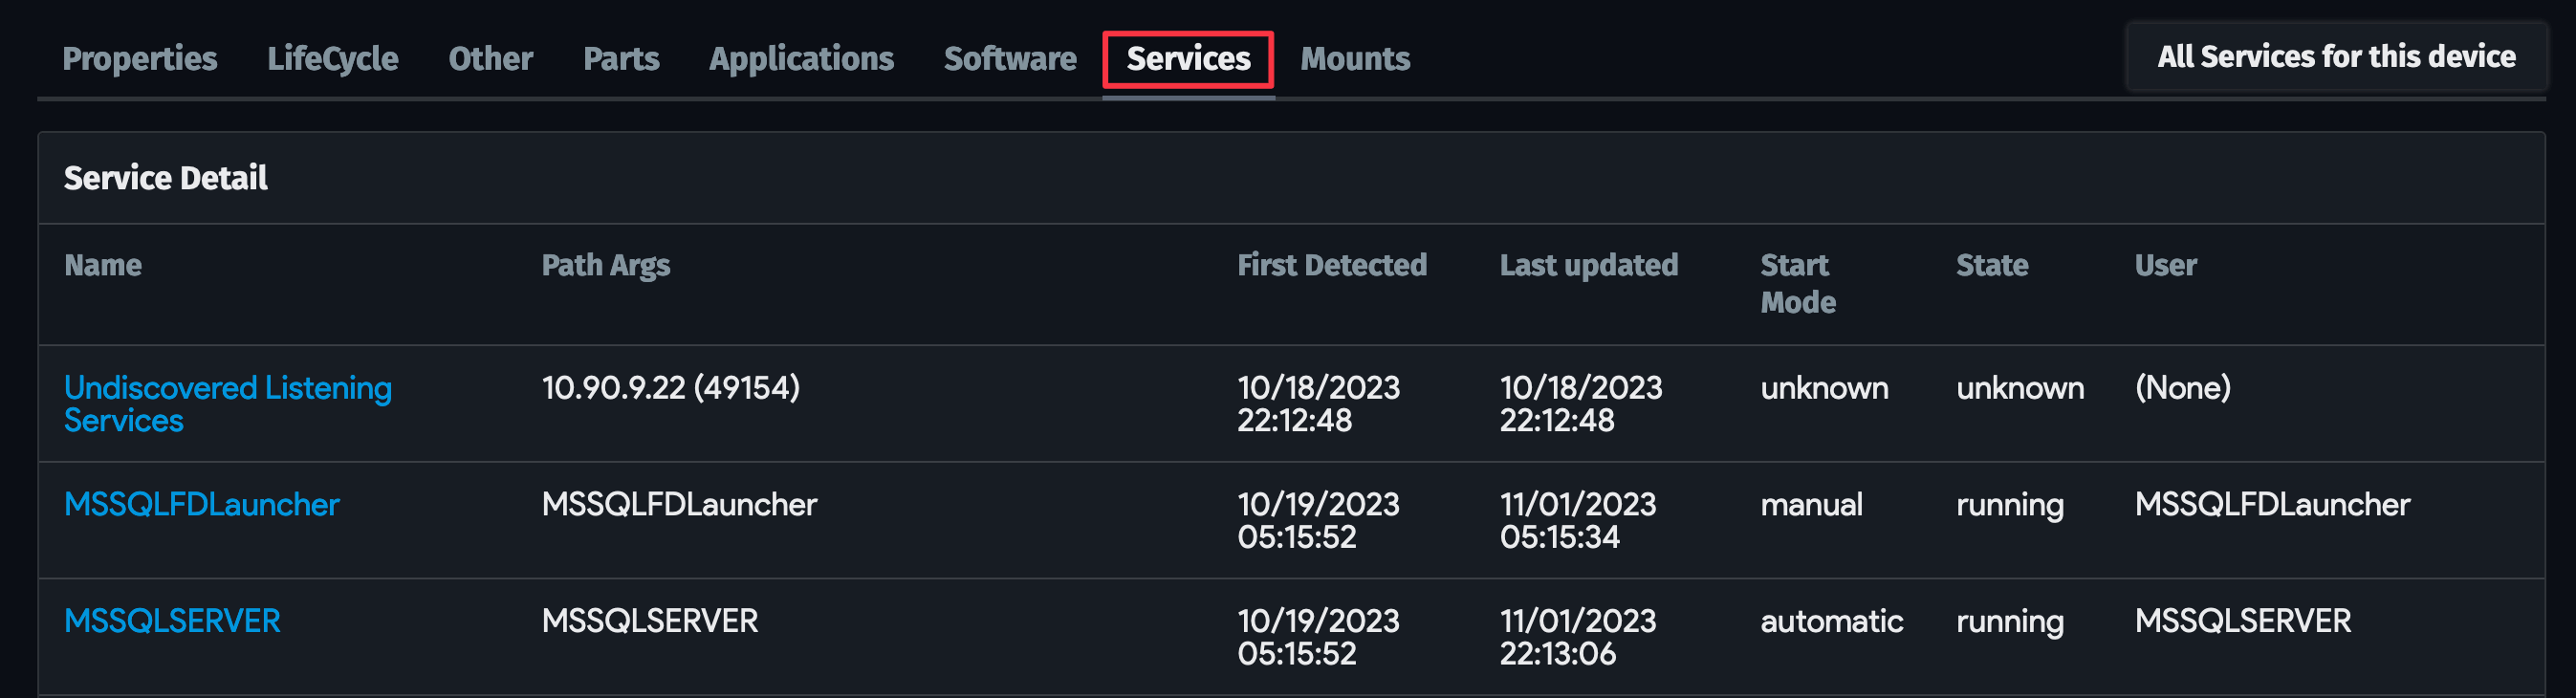 Properties LifeCycle Other Parts Applications Software Services Mounts All Services for this device
Service Detail
Name Path Args First Detected Last updated Start Mode State User
Undiscovered Listening Services 10.90.9.22 (49154) 10/18/2023 22:12:48 10/18/2023 22:12:48 unknown unknown (None)
MSSQLFDLauncher MSSQLFDLauncher 10/19/2023 05:15:52 11/01/2023 05:15:34 manual running MSSQLFDLauncher
MSSQLSERVER MSSQLSERVER 10/19/2023 05:15:52 11/01/2023 22:13:06 automatic running MSSQLSERVER